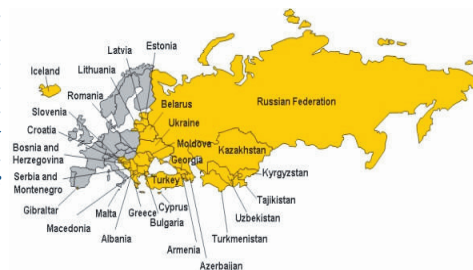 Estonia
Latvia
Lithuania
Iceland
Romania
Belarus
Russian Federation
Slovenia
Ukraine
Croatia
Moldova
Bosnia and
Herzegovina
Georgia
Kazakhstan
Serbia and
Montenegro
Turkey
Kyrgyzstan
Gibraltar
Malta
Greece
Cyprus
Tajikistan
Macedonia
Bulgaria
Uzbekistan
Albania
Armenia
Turkmenistan
Azerbaijan